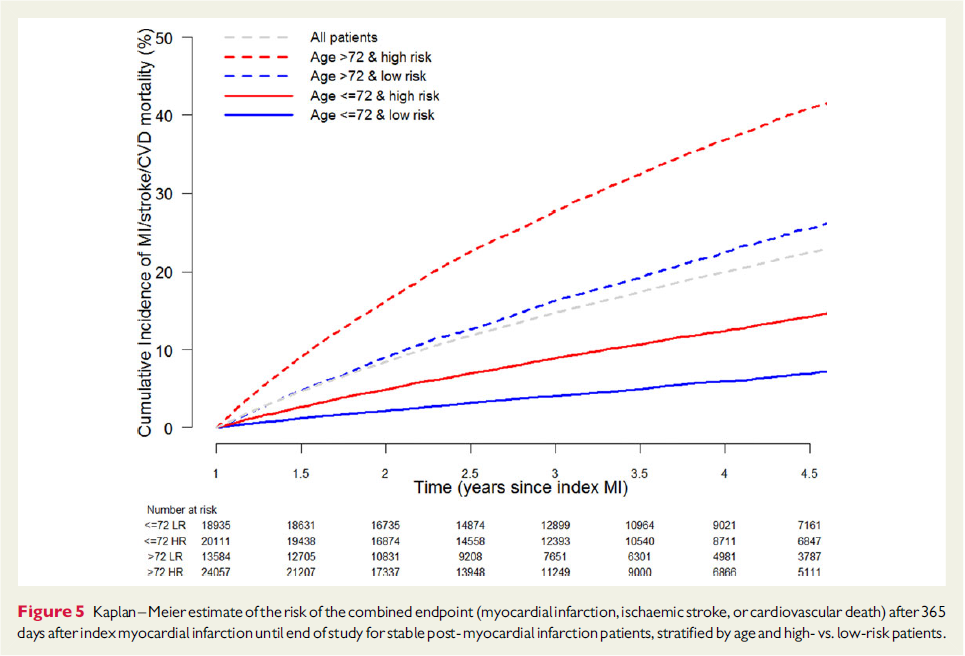 Cumulative Incidence of MI/stroke/CVD mortality (%)
50
40
30
20
10
0
All patients
Age >72 & high risk
Age >72 & low risk
Age <=72 & high risk
Age <=72 & low risk
1 1.5 2 2.5 3 3.5 4 4.5
Time (years since index MI)
Number at risk
<=72 LR 18935 18631 16735 14874 12899 10964 9021 7161
<=72 HR 20111 19438 16874 14558 12393 10540 8711 6847
>72 LR 13584 12705 10831 9208 7651 6301 4981 3787
>72 HR 24057 21207 17337 13948 11249 9000 6866 5111
Figure 5 Kaplan–Meier estimate of the risk of the combined endpoint (myocardial infarction, ischaemic stroke, or cardiovascular death) after 365
days after index myocardial infarction until end of study for stable post-myocardial infarction patients, stratified by age and high- vs. low-risk patients.